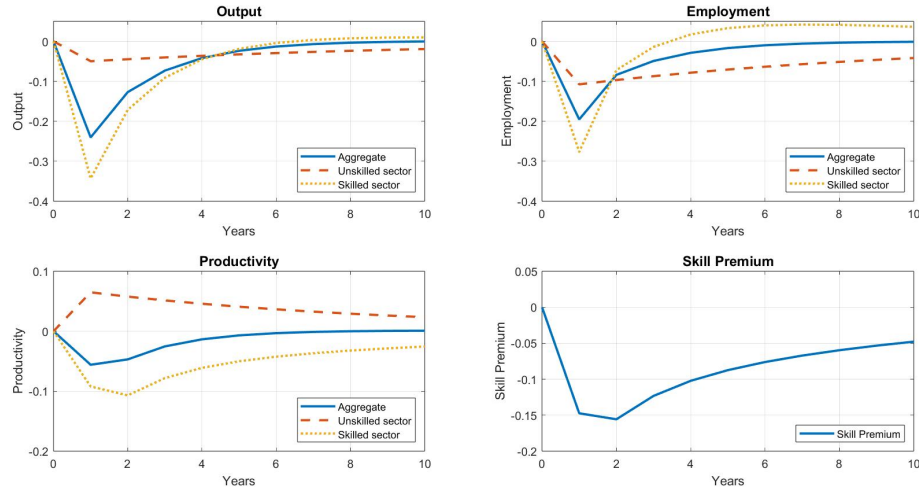 Output
0
-0.1
-0.2
-0.3
-0.4
Output
Aggregate
Unskilled sector
Skilled sector
0 2 4 6 8 10
Years
Employment
0
-0.1
-0.2
-0.3
-0.4
Employment
Aggregate
Unskilled sector
Skilled sector
0 2 4 6 8 10
Years
Productivity
0.1
0
-0.1
-0.2
Productivity
Aggregate
Unskilled sector
Skilled sector
0 2 4 6 8 10
Years
Skill Premium
0.05
0
-0.05
-0.1
-0.15
-0.2
Skill Premium
Skill Premium
0 2 4 6 8 10
Years